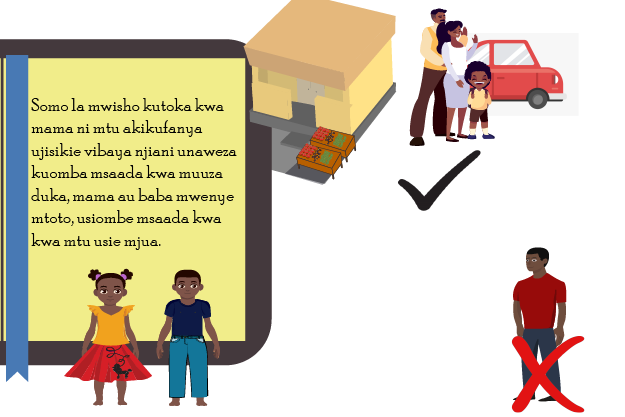 Somo la mwisho kutoka kwa
mama ni mtu akikufanya
ujisikie vibaya njiani unaweza
kuomba msaada kwa muuza
duka, mama au baba mwenye
mtoto, usiombe msaada kwa
kwa mtu usie mjua.